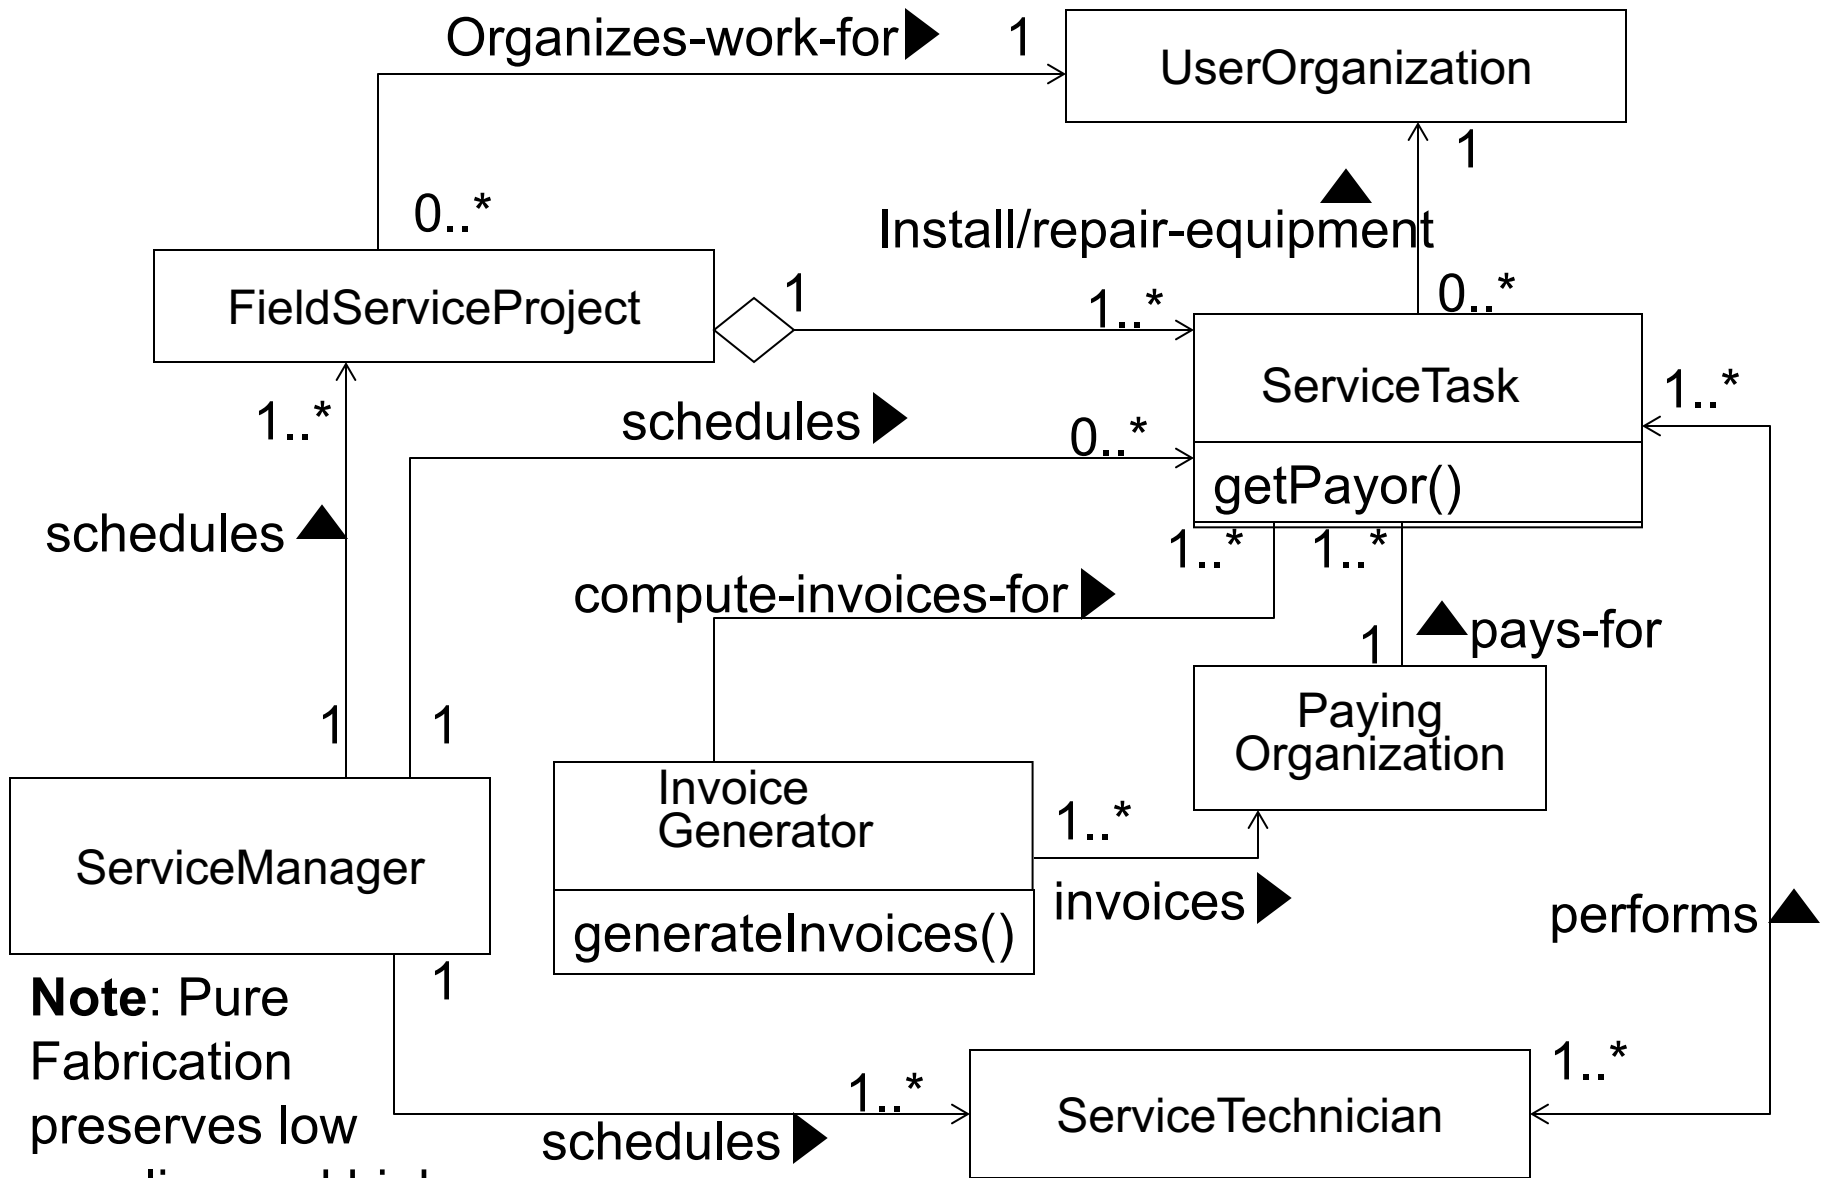 Organizes-work-for
1
UserOrganization
1
0..*
Install/repair-equipment
FieldServiceProject
1
1..*
0..*
ServiceTask
1..*
1..*
schedules
0..*
getPayor()
schedules
1..*
1..*
compute-invoices-for
1
pays-for
1
1
Paying
Organization
Invoice
Generator
1..*
ServiceManager
invoices
performs
generateInvoices()
1
Note: Pure
Fabrication
preserves low
1..*
1..*
ServiceTechnician
schedules